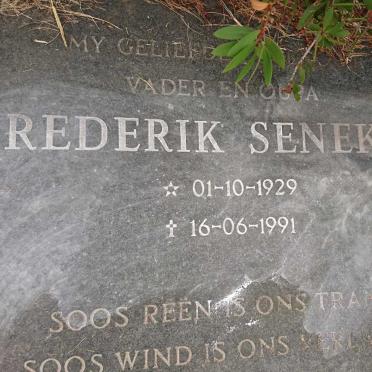 MY GELIEF
VADER EN OUPA
REDERIK SENEK
☆ 01-10-1929
† 16-06-1991
SOOS REËN IS ONS TRA
SOOS WIND IS ONS